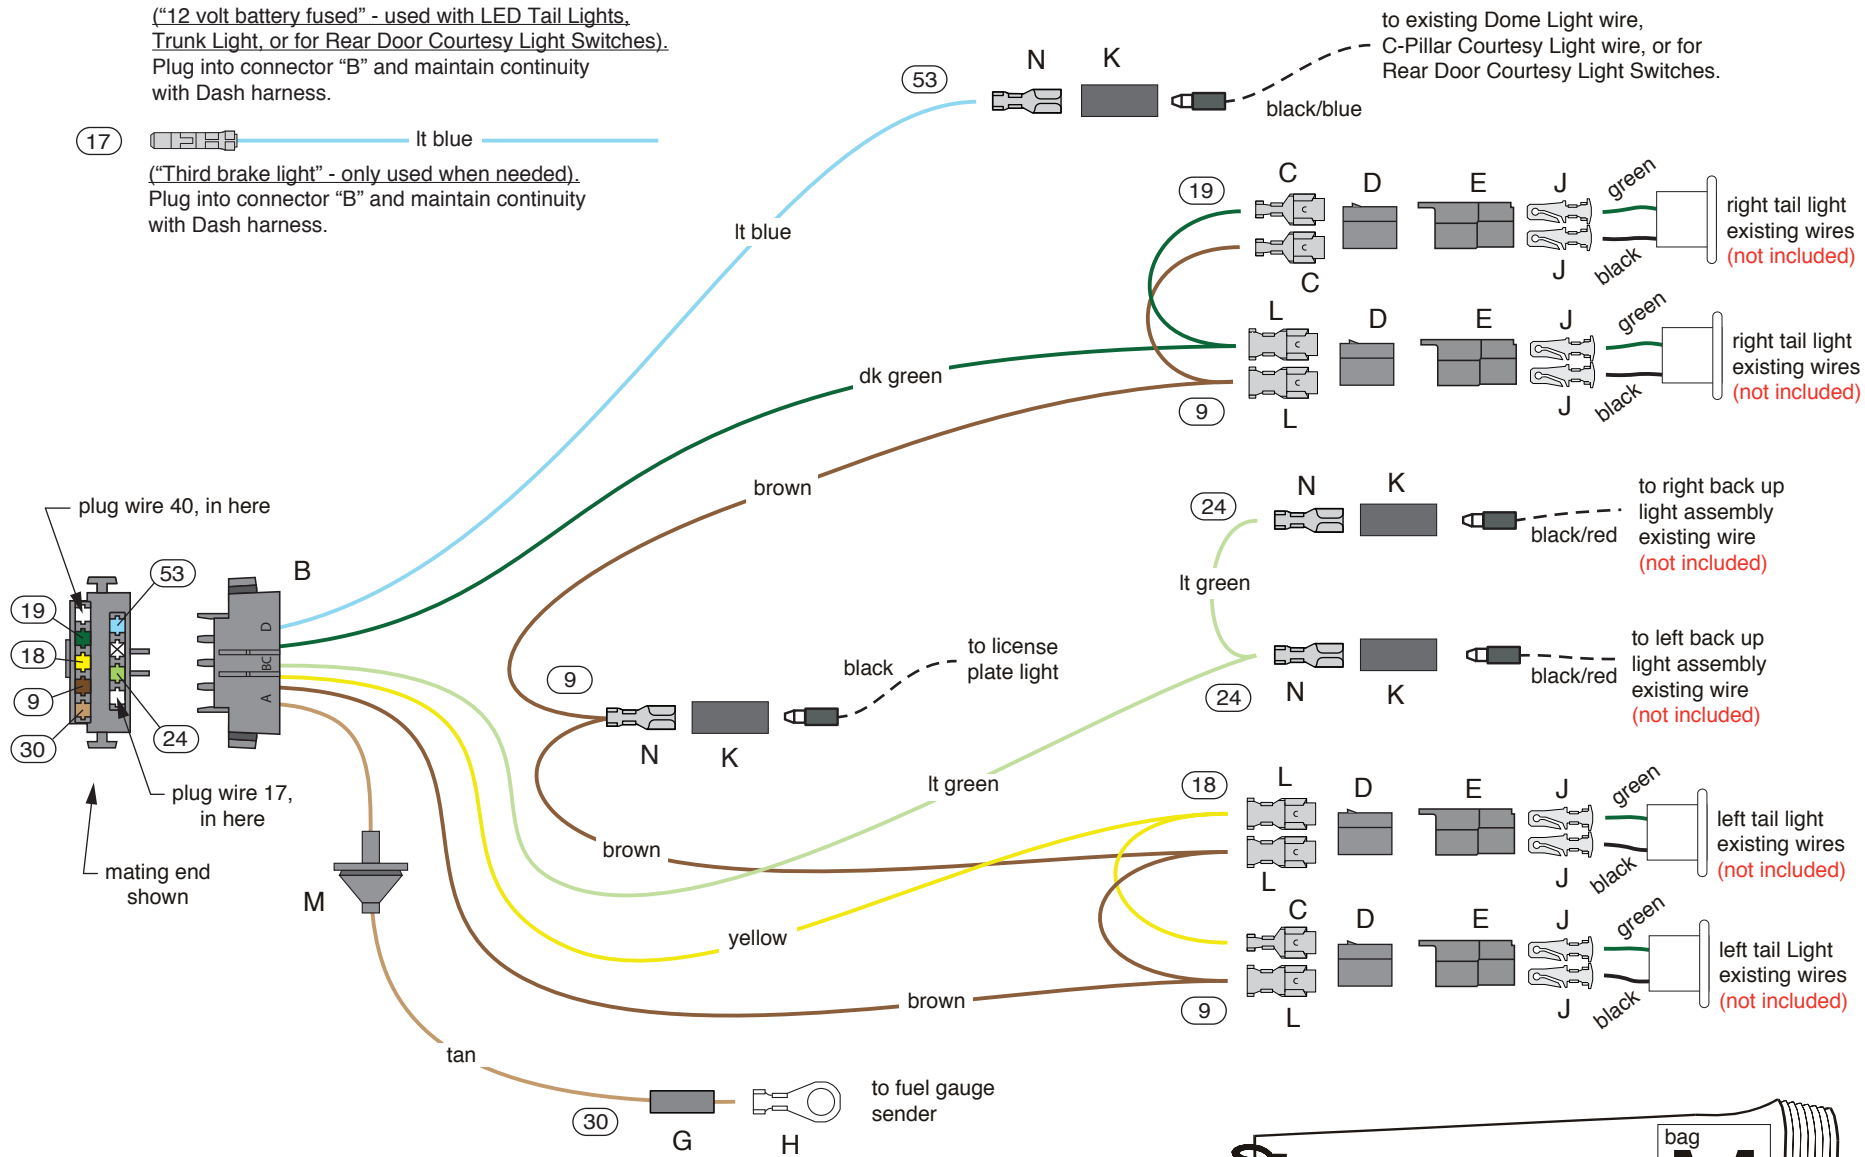 ("12 volt battery fused" - used with LED Tail Lights,
Trunk Light, or for Rear Door Courtesy Light Switches).
Plug into connector "B" and maintain continuity
with Dash harness.
17
lt blue
("Third brake light" - only used when needed).
Plug into connector "B" and maintain continuity
with Dash harness.
53
N
K
to existing Dome Light wire,
C-Pillar Courtesy Light wire, or for
Rear Door Courtesy Light Switches.
black/blue
lt blue
19
C
D
E
J
green
C
J
black
right tail light
existing wires
(not included)
dk green
L
D
E
J
green
9
L
J
black
right tail light
existing wires
(not included)
brown
24
N
K
black/red
to right back up
light assembly
existing wire
(not included)
lt green
24
N
K
black/red
to left back up
light assembly
existing wire
(not included)
plug wire 40, in here
53
19
18
9
30
24
plug wire 17,
in here
mating end
shown
B
D
BC
A
9
N
K
black
to license
plate light
lt green
brown
18
L
D
E
J
green
L
J
black
left tail light
existing wires
(not included)
yellow
C
D
E
J
green
brown
9
L
J
black
left tail Light
existing wires
(not included)
C
C
C
C
C
C
C
C
M
tan
30
G
H
to fuel gauge
sender
bag